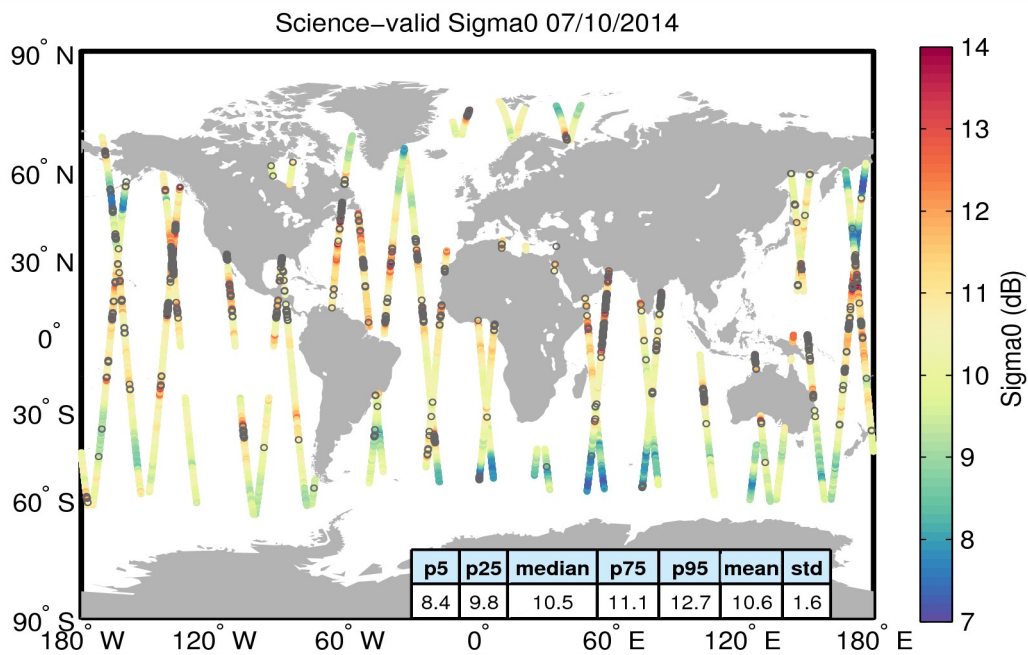 Science−valid Sigma0 07/10/2014
90° N
60° N
30° N
0°
30° S
60° S
90° S
180° W
120° W
60° W
0°
60° E
120° E
180° E
p5 p25 median p75 p95 mean std
8.4 9.8 10.5 11.1 12.7 10.6 1.6
14
13
12
11
10
9
8
7
Sigma0 (dB)